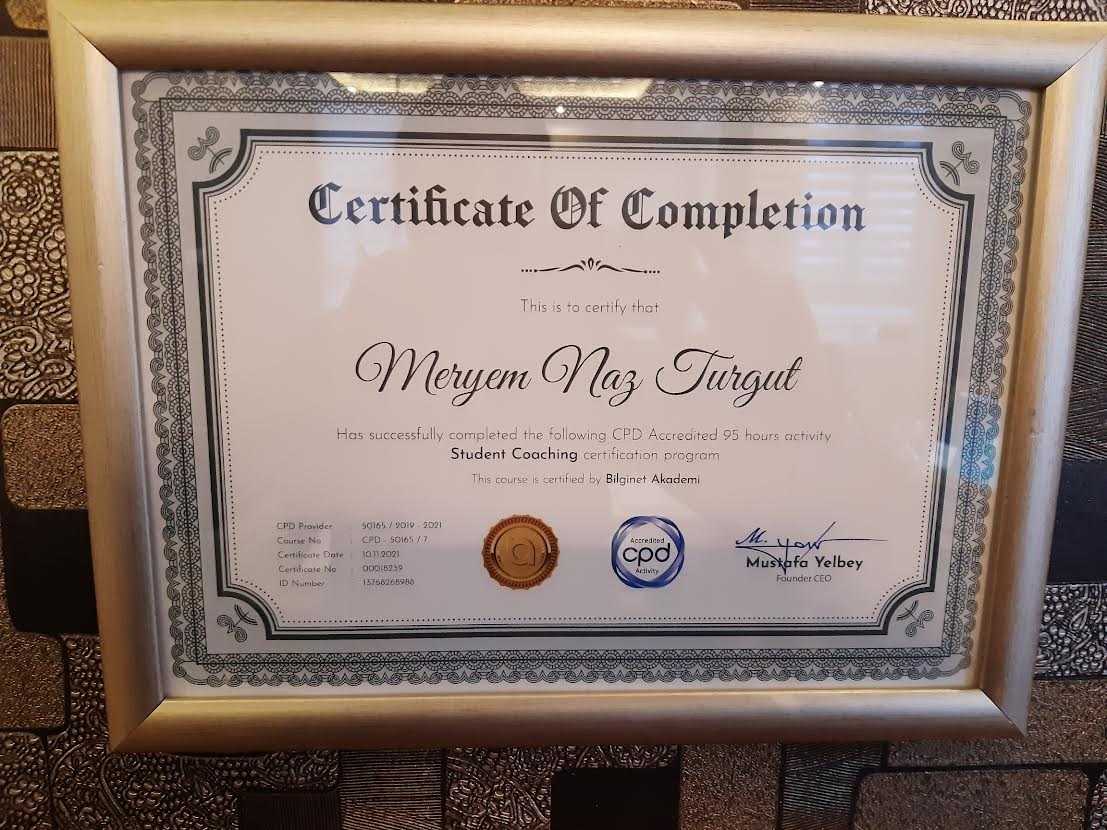 Certificate Of Completion
This is to certify that
Meryem Naz Turgut
Has successfully completed the following CPD Accredited 95 hours activity
Student Coaching certification program
This course is certified by Bilginet Akademi
CPD Provider : 50165 / 2019 - 2021
Course No : CPD - 50165 / 7
Certificate Date : 10.11.2021
Certificate No : 00018239
ID Number : 13768268988
a
Accredited
cpd
Activity
Mustafa Yelbey
Founder CEO